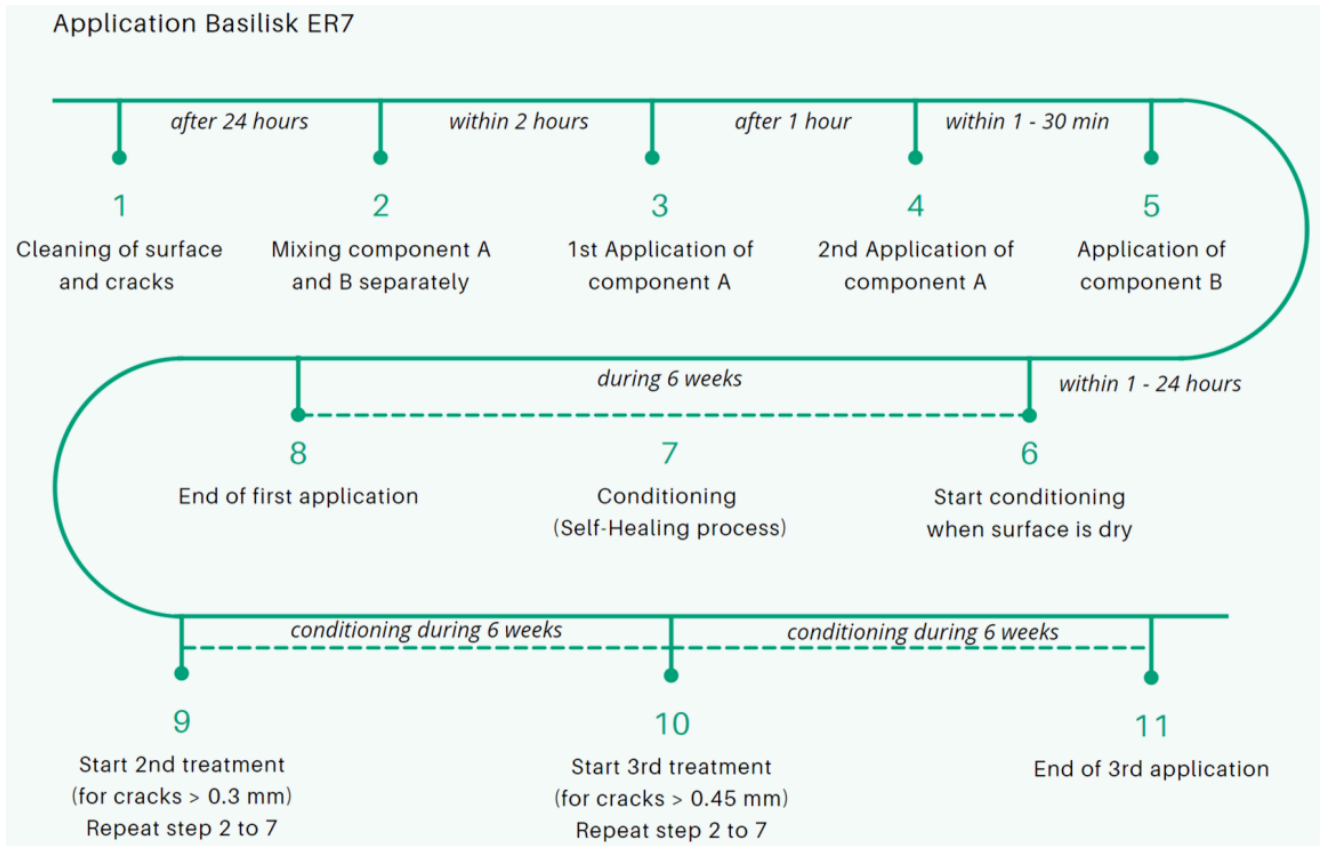 Application Basilisk ER7
after 24 hours
within 2 hours
after 1 hour
within 1 - 30 min
1
Cleaning of surface
and cracks
2
Mixing component A
and B separately
3
1st Application of
component A
4
2nd Application of
component A
5
Application of
component B
within 1 - 24 hours
during 6 weeks
6
Start conditioning
when surface is dry
7
Conditioning
(Self-Healing process)
8
End of first application
conditioning during 6 weeks
conditioning during 6 weeks
9
Start 2nd treatment
(for cracks > 0.3 mm)
Repeat step 2 to 7
10
Start 3rd treatment
(for cracks > 0.45 mm)
Repeat step 2 to 7
11
End of 3rd application